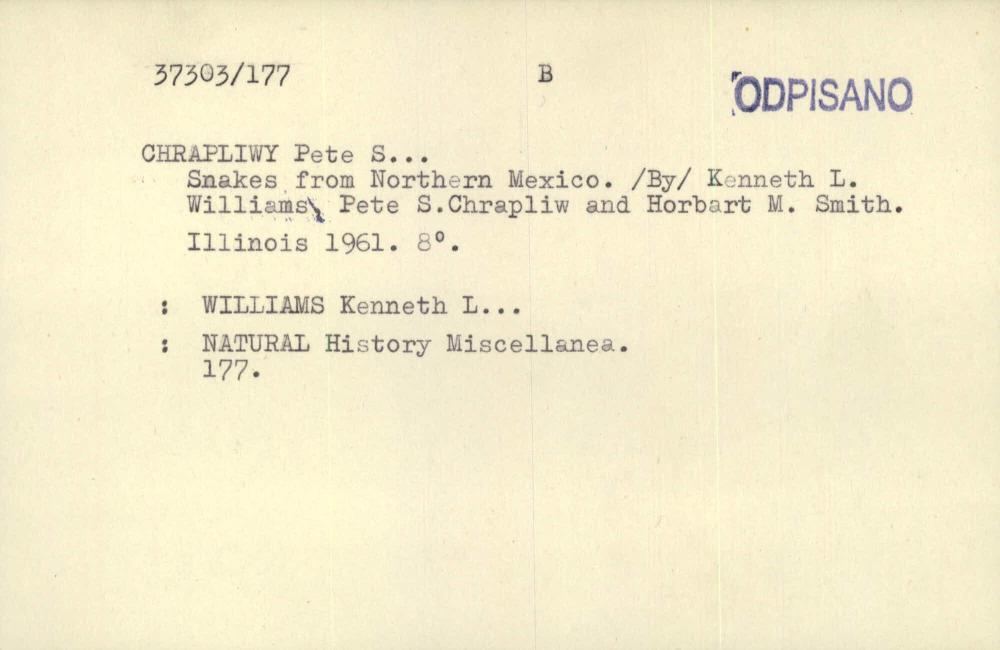 37303/177 B ODPISANO
CHRAPLIWY Pete S...
Snakes from Northern Mexico. /By/ Kenneth L.
Williams, Pete S.Chrapliw and Horbart M. Smith.
Illinois 1961. 8°.
: WILLIAMS Kenneth L...
: NATURAL History Miscellanea.
177.